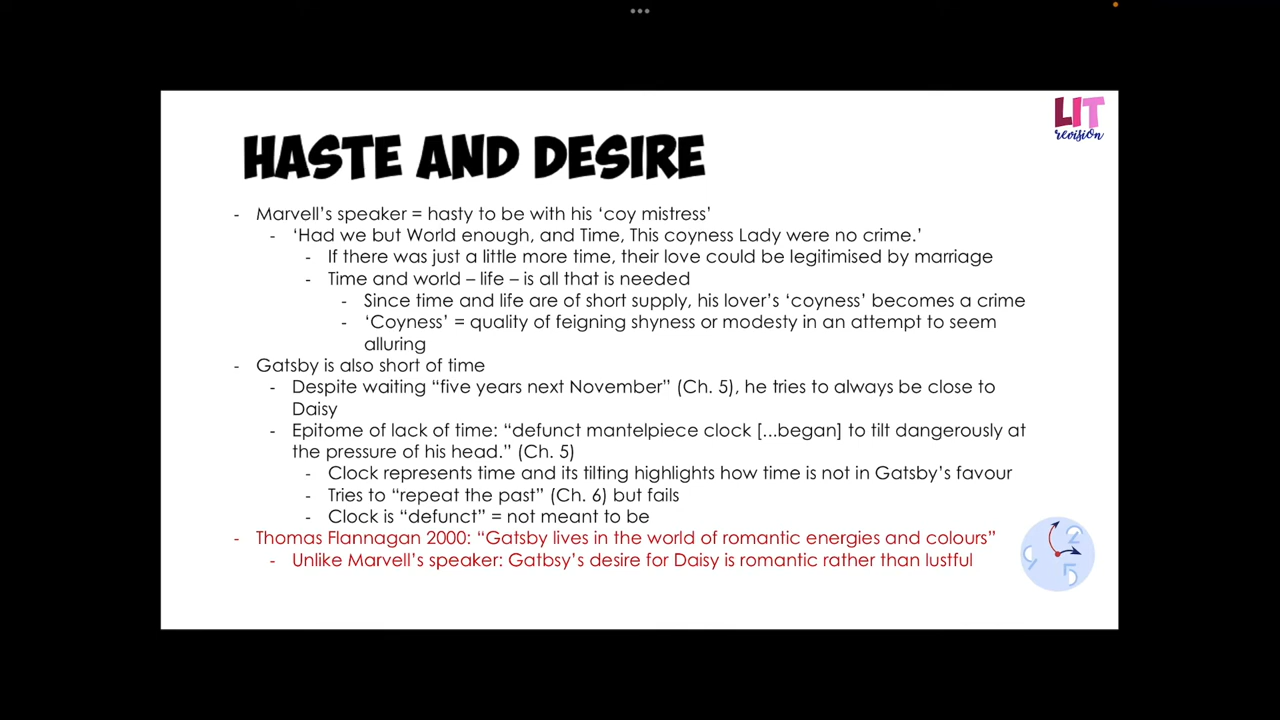 LIT
revision
HASTE AND DESIRE
- Marvell’s speaker = hasty to be with his ‘coy mistress’
- ‘Had we but World enough, and Time, This coyness Lady were no crime.’
- If there was just a little more time, their love could be legitimised by marriage
- Time and world – life – is all that is needed
- Since time and life are of short supply, his lover’s ‘coyness’ becomes a crime
- ‘Coyness’ = quality of feigning shyness or modesty in an attempt to seem
alluring
- Gatsby is also short of time
- Despite waiting “five years next November” (Ch. 5), he tries to always be close to
Daisy
- Epitome of lack of time: “defunct mantelpiece clock [...began] to tilt dangerously at
the pressure of his head.” (Ch. 5)
- Clock represents time and its tilting highlights how time is not in Gatsby’s favour
- Tries to “repeat the past” (Ch. 6) but fails
- Clock is “defunct” = not meant to be
- Thomas Flannagan 2000: “Gatsby lives in the world of romantic energies and colours”
- Unlike Marvell’s speaker: Gatbsy’s desire for Daisy is romantic rather than lustful